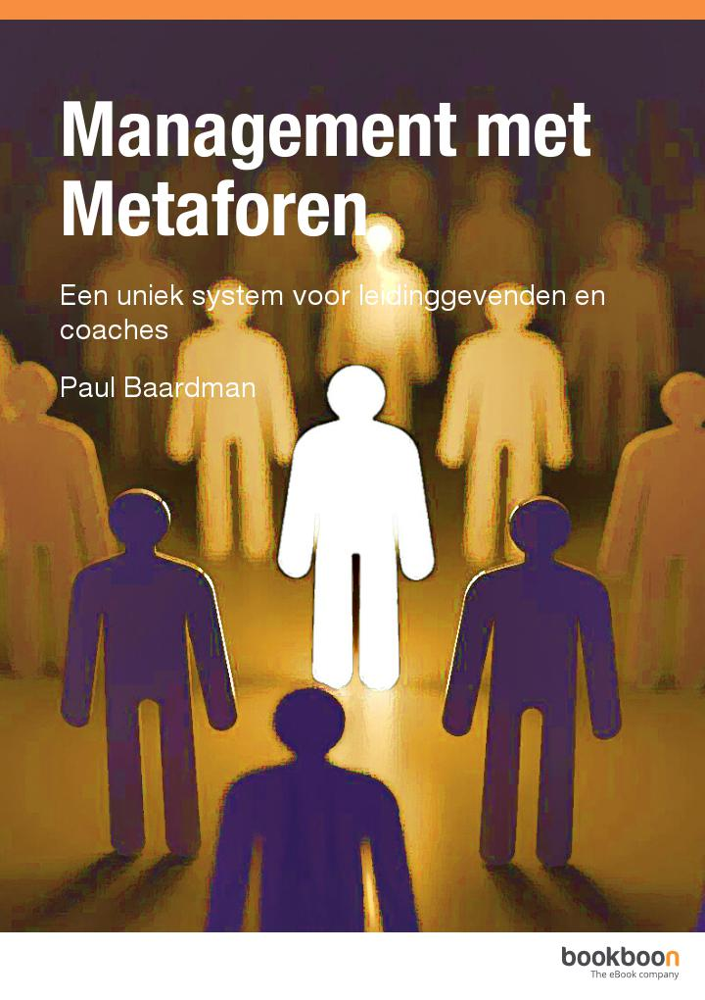 Management met
Metaforen
Een uniek system voor leidinggevenden en
coaches
Paul Baardman
bookboon
The eBook company